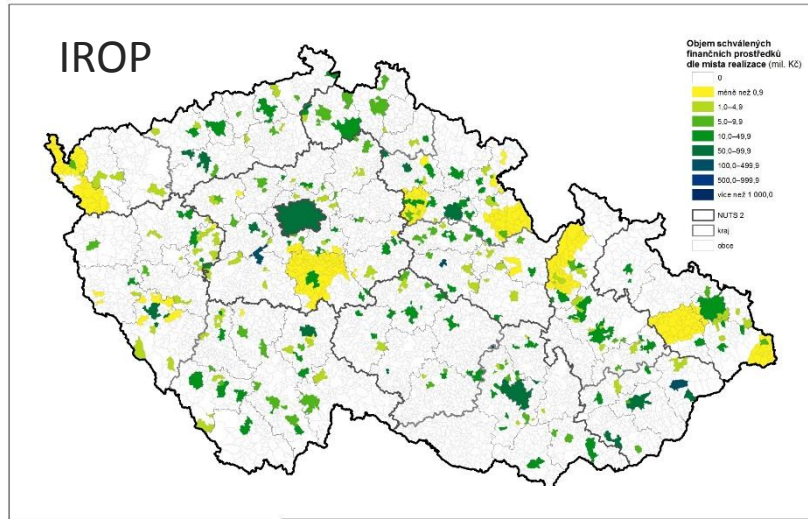 IROP
Objem schválených
finančních prostředků
dle místa realizace (mil. Kč)
0
méně než 0,9
1,0–4,9
5,0–9,9
10,0–49,9
50,0–99,9
100,0–499,9
500,0–999,9
více než 1 000,0
NUTS 2
kraj
obce